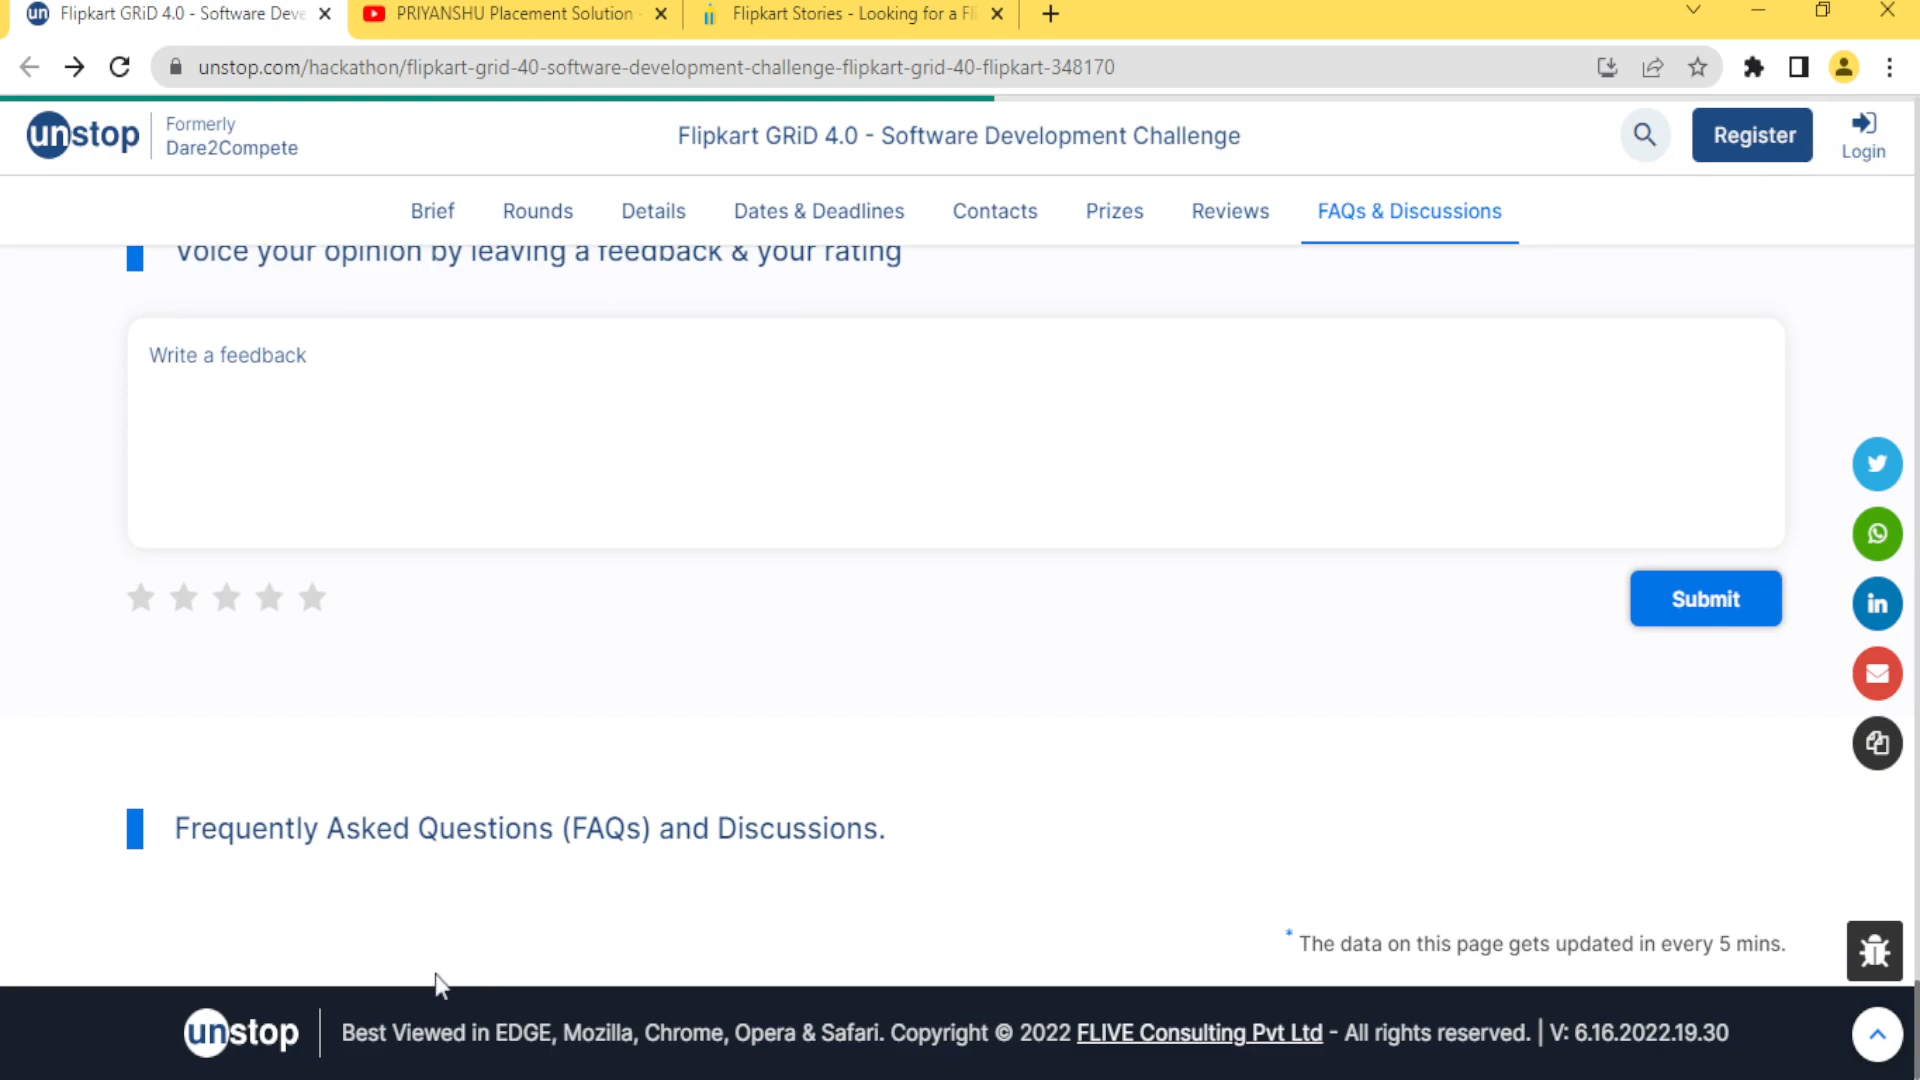 un Flipkart GRiD 4.0 - Software Deve
PRIYANSHU Placement Solution
Flipkart Stories - Looking for a Fli
unstop.com/hackathon/flipkart-grid-40-software-development-challenge-flipkart-grid-40-flipkart-348170
unstop
Formerly
Dare2Compete
Flipkart GRiD 4.0 - Software Development Challenge
Register
Login
Brief Rounds Details Dates & Deadlines Contacts Prizes Reviews FAQs & Discussions
Voice your opinion by leaving a feedback & your rating
Write a feedback
Submit
in
Frequently Asked Questions (FAQs) and Discussions.
* The data on this page gets updated in every 5 mins.
unstop
Best Viewed in EDGE, Mozilla, Chrome, Opera & Safari. Copyright © 2022 FLIVE Consulting Pvt Ltd - All rights reserved. | V: 6.16.2022.19.30